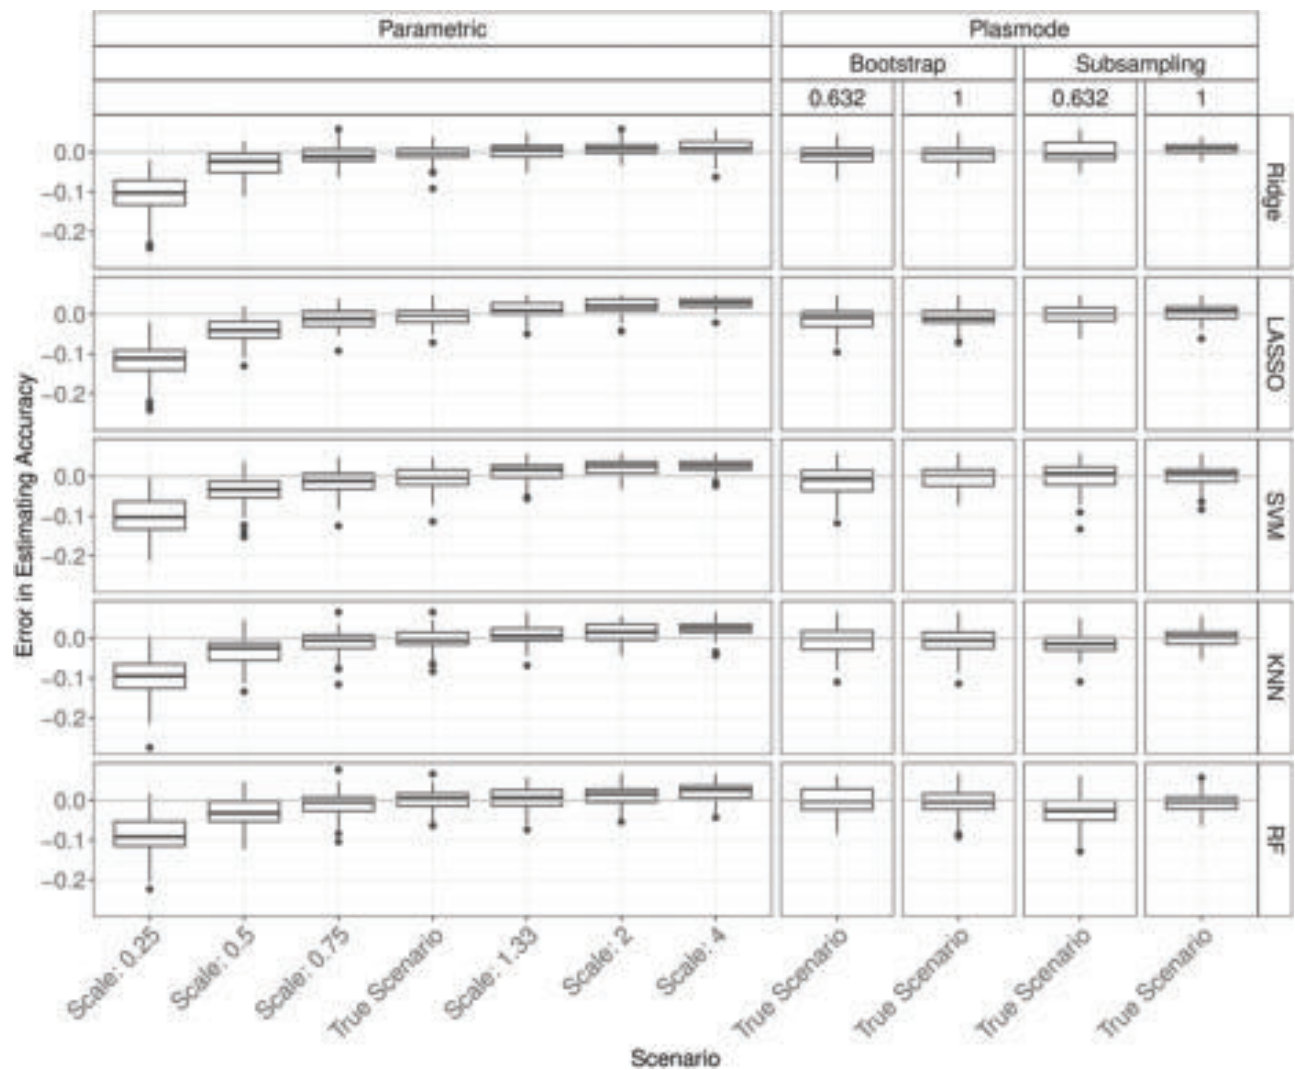 Parametric
Plasmode
Bootstrap
Subsampling
0.632
1
0.632
1
Error in Estimating Accuracy
0.0
−0.1
−0.2
Ridge
0.0
−0.1
−0.2
LASSO
0.0
−0.1
−0.2
SVM
0.0
−0.1
−0.2
KNN
0.0
−0.1
−0.2
RF
Scale: 0.25
Scale: 0.5
Scale: 0.75
True Scenario
Scale: 1.33
Scale: 2
Scale: 4
True Scenario
True Scenario
True Scenario
True Scenario
Scenario